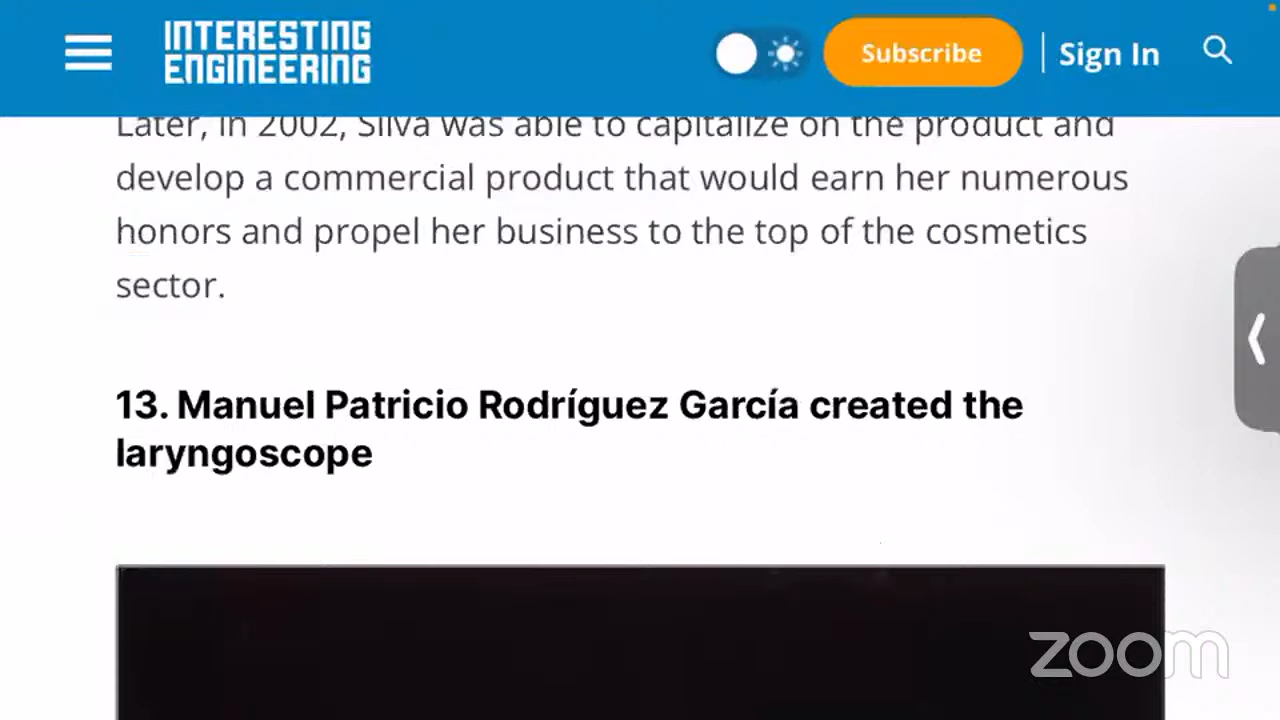 INTERESTING
ENGINEERING
Subscribe
Sign In
Later, in 2002, Silva was able to capitalize on the product and
develop a commercial product that would earn her numerous
honors and propel her business to the top of the cosmetics
sector.
13. Manuel Patricio Rodríguez García created the
laryngoscope
zoom